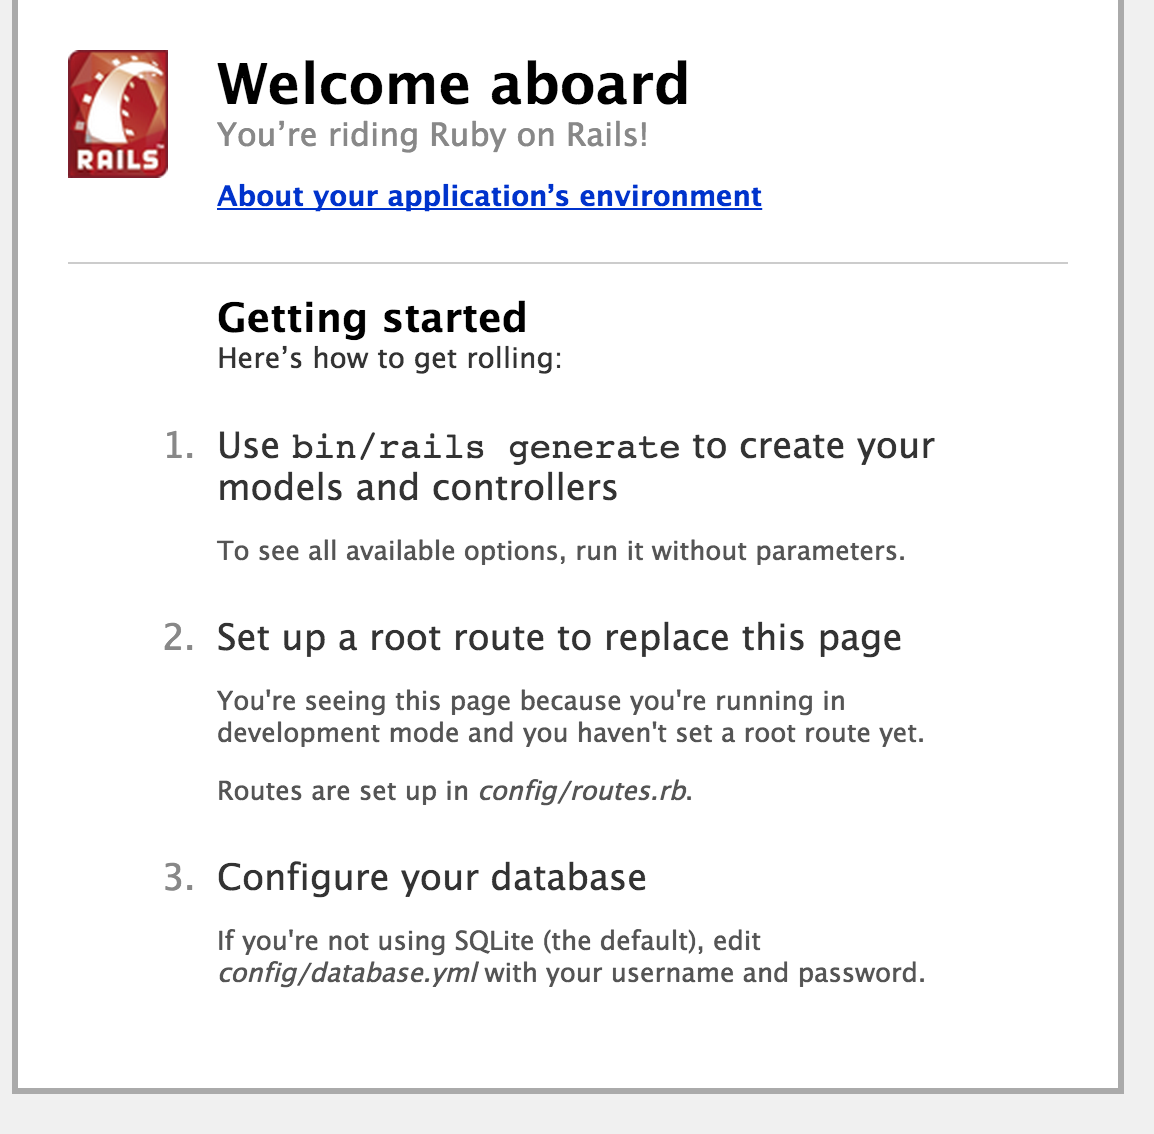 RAILS™
Welcome aboard
You’re riding Ruby on Rails!
About your application’s environment
Getting started
Here’s how to get rolling:
1. Use bin/rails generate to create your
models and controllers
To see all available options, run it without parameters.
2. Set up a root route to replace this page
You're seeing this page because you're running in
development mode and you haven't set a root route yet.
Routes are set up in config/routes.rb.
3. Configure your database
If you're not using SQLite (the default), edit
config/database.yml with your username and password.